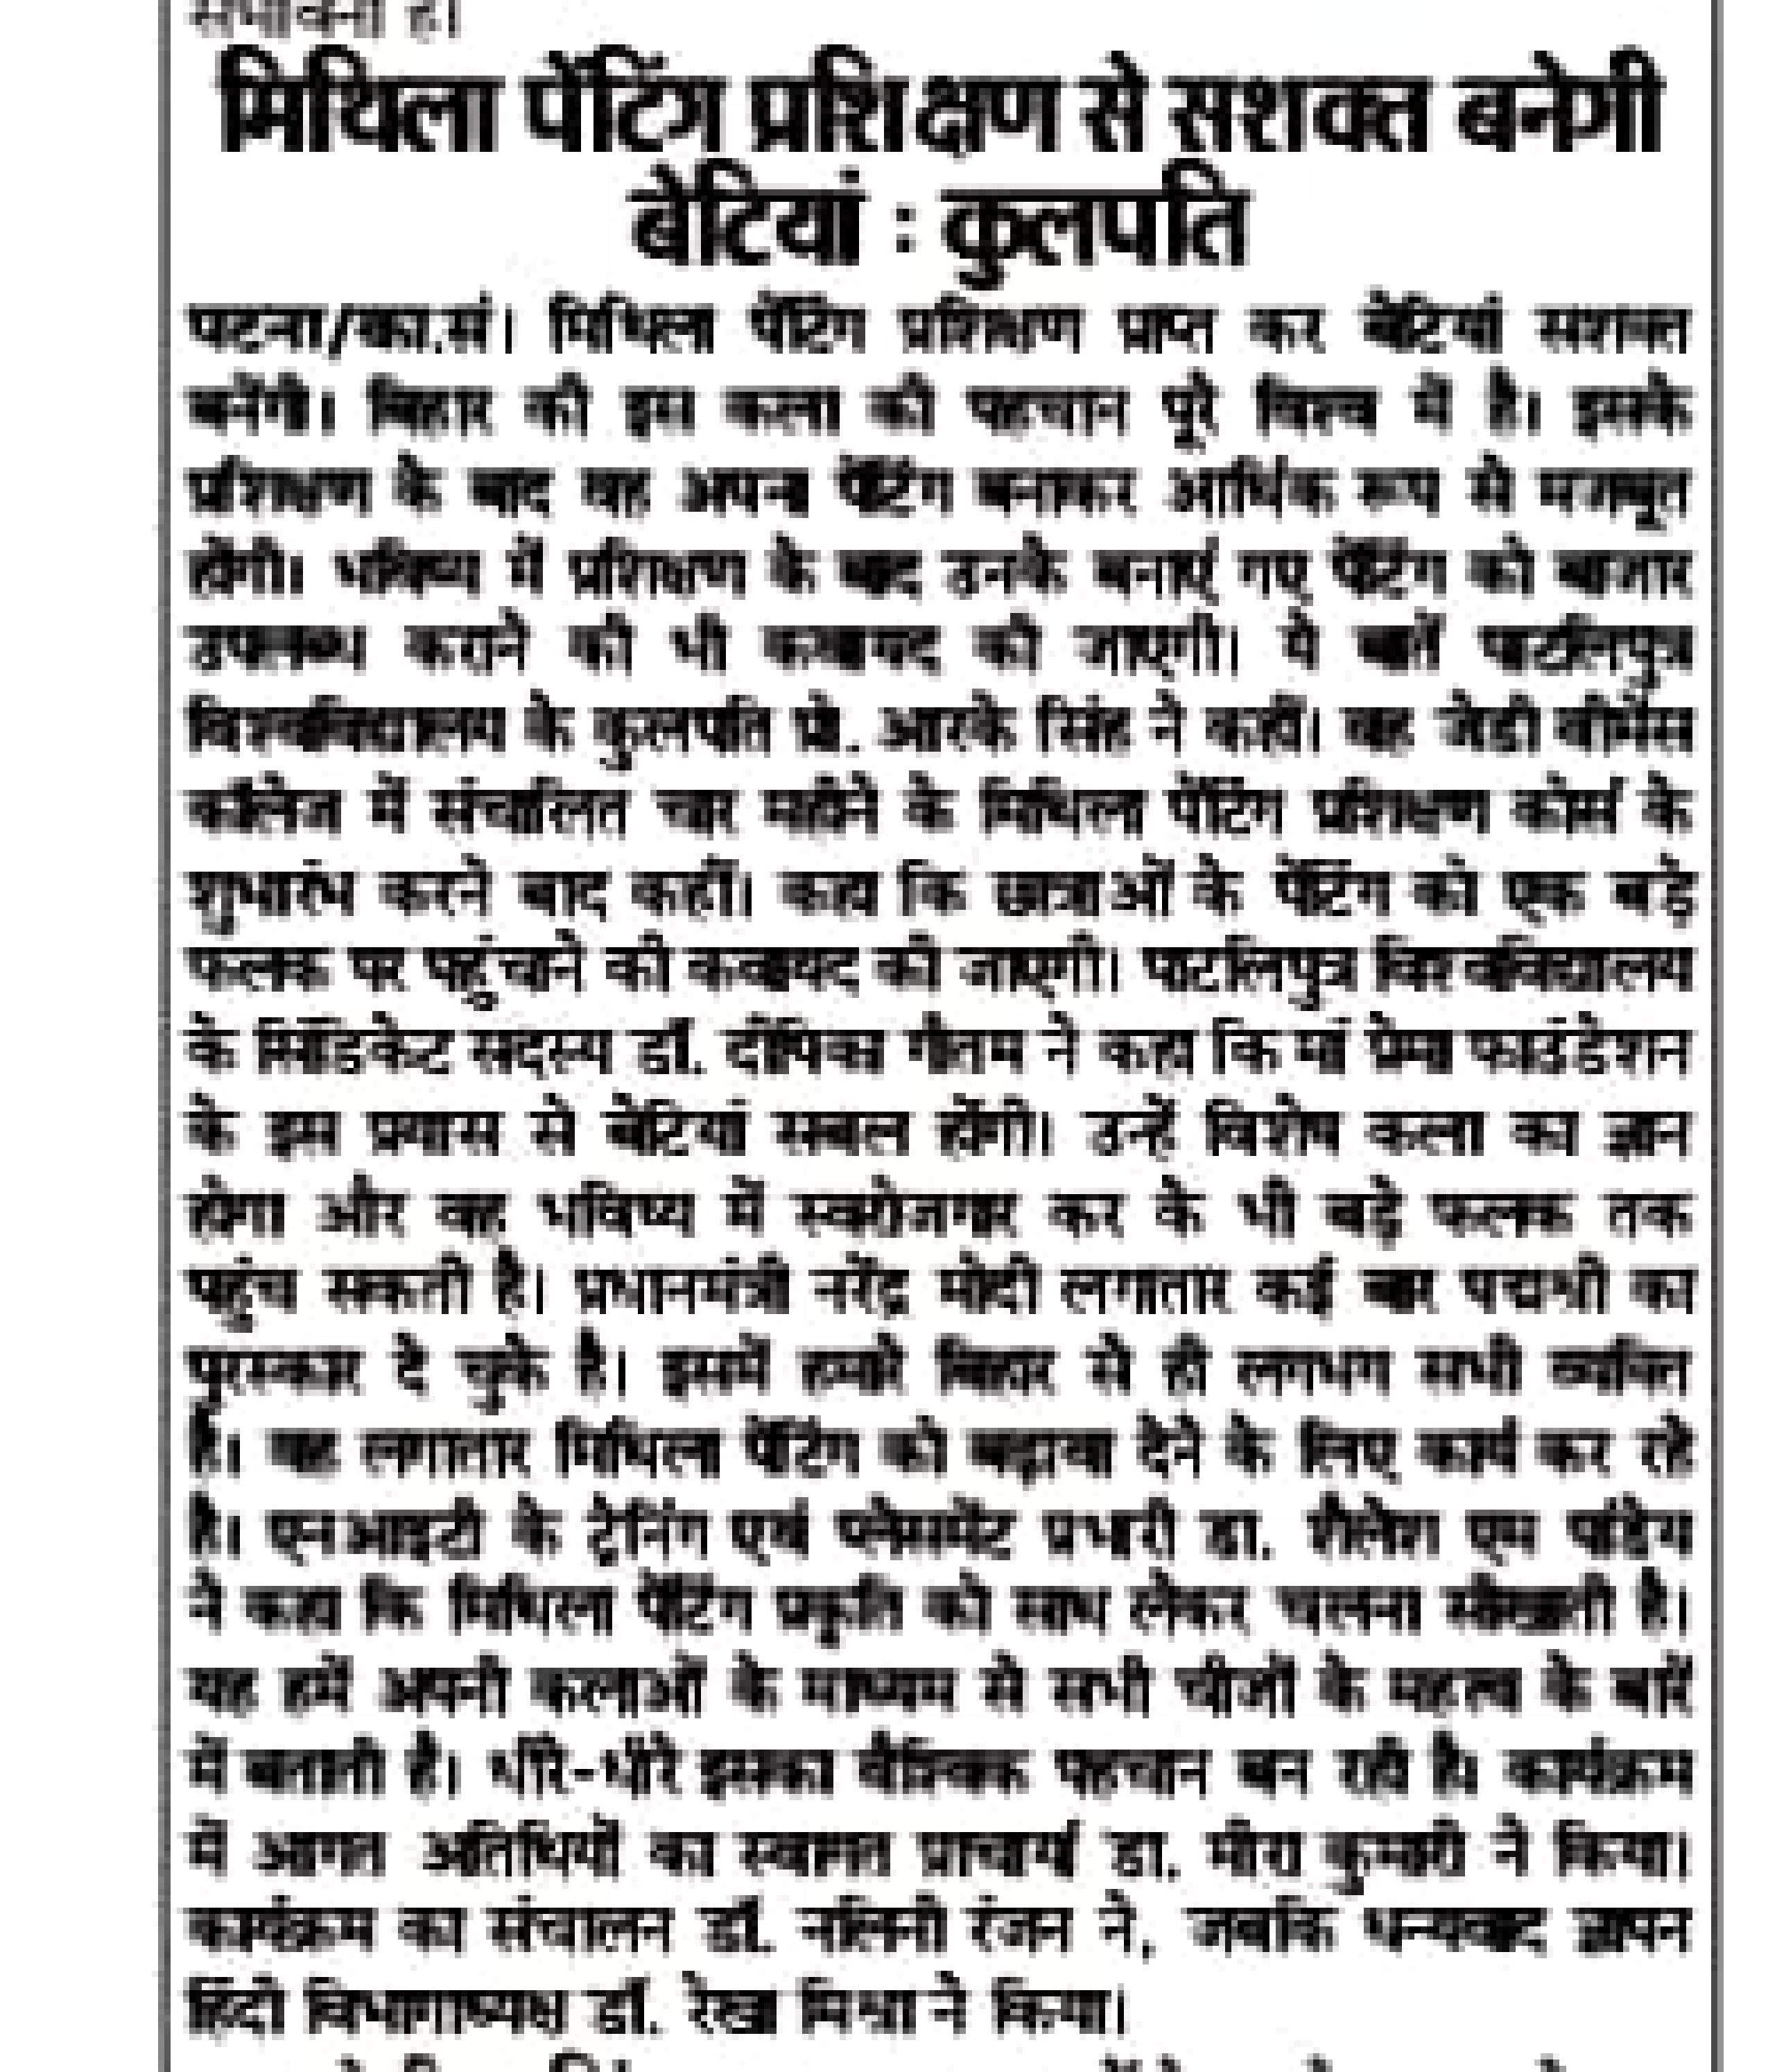 संभावना है।
मिथिला पेंटिंग प्रशिक्षण से सशक्त बनेगी
बेटियां : कुलपति
पटना/का.सं। मिथिला पेंटिंग प्रशिक्षण प्राप्त कर बेटियां सशक्त
बनेंगी। बिहार की इस कला की पहचान पूरे विश्व में है। इसके
प्रशिक्षण के बाद वह अपना पेंटिंग बनाकर आर्थिक रूप से मजबूत
होंगी। भविष्य में प्रशिक्षण के बाद उनके बनाएं गए पेंटिंग को बाजार
उपलब्ध कराने की भी कवायद की जाएगी। ये बातें पाटलिपुत्र
विश्वविद्यालय के कुलपति प्रो. आरके सिंह ने कहीं। वह जेडी वीमेंस
कॉलेज में संचालित चार महीने के मिथिला पेंटिंग प्रशिक्षण कोर्स के
शुभारंभ करने बाद कहीं। कहा कि छात्राओं के पेंटिंग को एक बड़े
फलक पर पहुंचाने की कवायद की जाएगी। पाटलिपुत्र विश्वविद्यालय
के सिंडिकेट सदस्य डॉ. दीपिका गौतम ने कहा कि मां प्रेमा फाउंडेशन
के इस प्रयास से बेटियां सबल होंगी। उन्हें विशेष कला का ज्ञान
होगा और वह भविष्य में स्वरोजगार कर के भी बड़े फलक तक
पहुंच सकती है। प्रधानमंत्री नरेंद्र मोदी लगातार कई बार पद्मश्री का
पुरस्कार दे चुके है। इसमें हमारे बिहार से ही लगभग सभी व्यक्ति
है। वह लगातार मिथिला पेंटिंग को बढ़ावा देने के लिए कार्य कर रहे
है। एनआइटी के ट्रेनिंग एवं प्लेसमेंट प्रभारी डा. शैलेश एम पांडेय
ने कहा कि मिथिला पेंटिंग प्रकृति को साथ लेकर चलना सीखाती है।
यह हमें अपनी कलाओं के माध्यम से सभी चीजों के महत्व के बारें
में बताती है। धीरे-धीरे इसका वैश्विक पहचान बन रही है। कार्यक्रम
में आगत अतिथियों का स्वागत प्राचार्या डा. मीरा कुमारी ने किया।
कार्यक्रम का संचालन डॉ. नलिनी रंजन ने, जबकि धन्यवाद ज्ञापन
हिंदी विभागाध्यक्ष डॉ. रेखा मिश्रा ने किया।